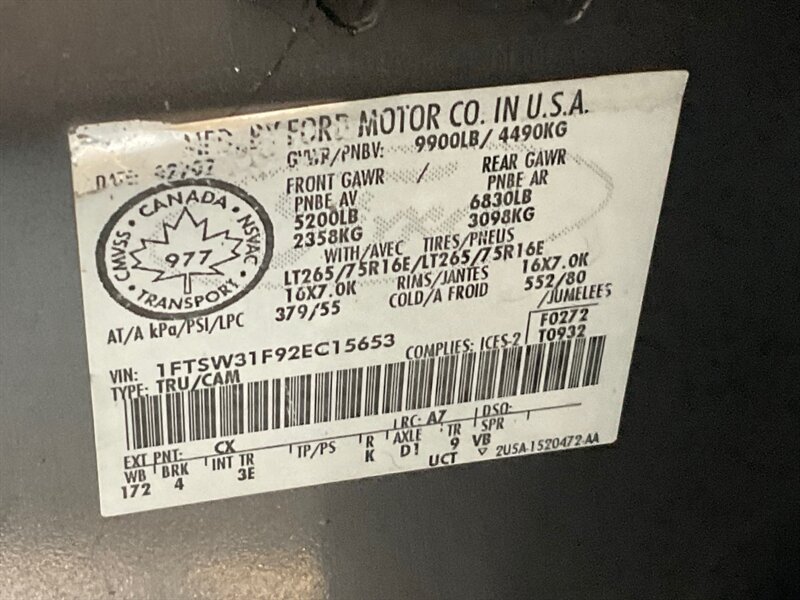 MFD. BY FORD MOTOR CO. IN U.S.A.
DATE: GVWR/PNBV: 9900LB/ 4490KG
FRONT GAWR / REAR GAWR
PNBE AV PNBE AR
5200LB 6830LB
2358KG 3098KG
WITH/AVEC TIRES/PNEUS
LT265/75R16E/LT265/75R16E
16X7.0K RIMS/JANTES 16X7.0K
379/55 COLD/A FROID 552/80
AT/A kPa/PSI/LPC /JUMELEES
CANADA
CMVSS NSVAC
977
TRANSPORT
VIN: 1FTSW31F92EC15653 COMPLIES: ICES-2 F0272
TYPE: TRU/CAM T0932
EXT PNT: CX LRC: A7 DSO:
WB BRK INT TR TP/PS R AXLE TR SPR
172 4 3E K D1 9 VB
UCT ▽ 2U5A-1520472-AA